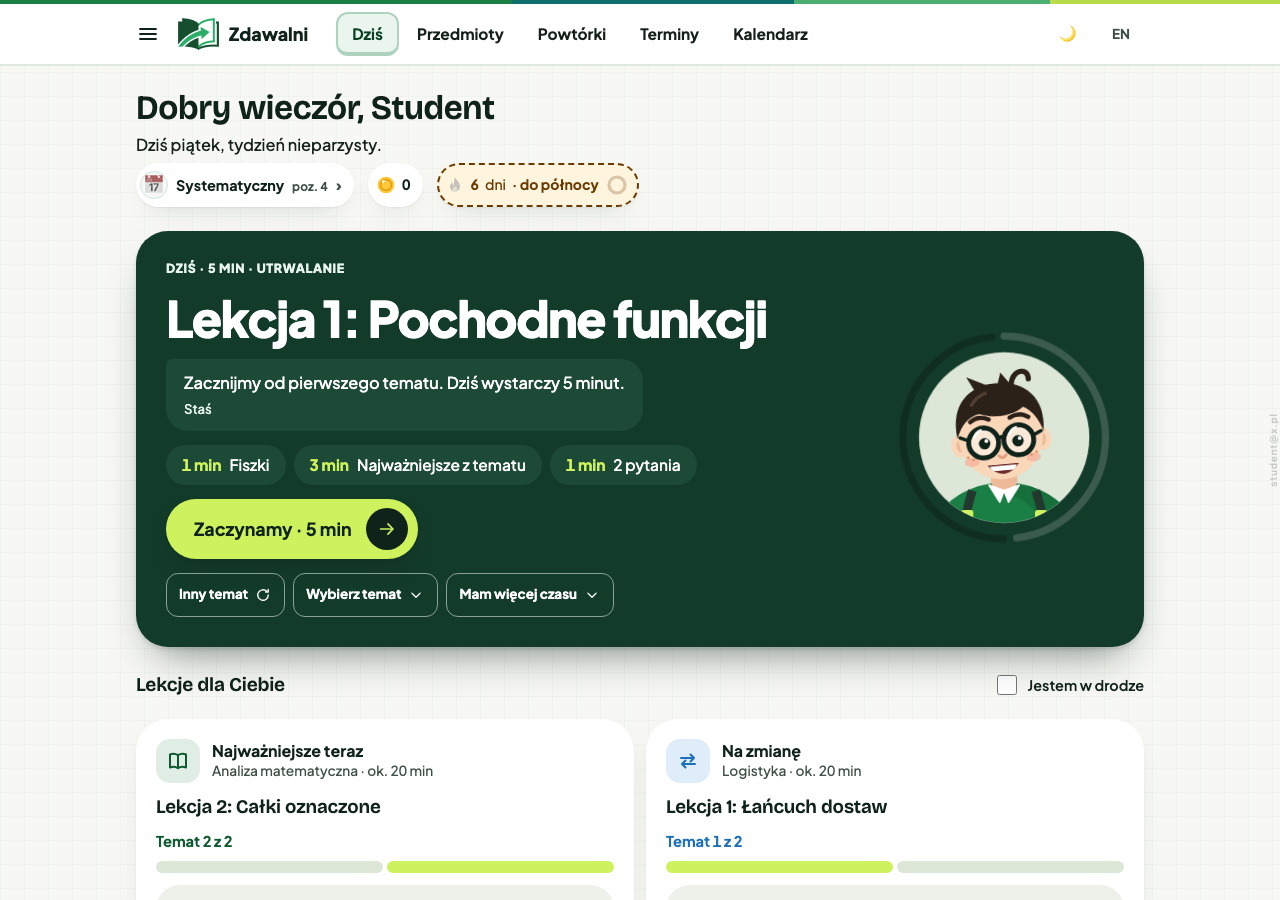 Zdawalni
Dziś
Przedmioty
Powtórki
Terminy
Kalendarz
EN
Dobry wieczór, Student
Dziś piątek, tydzień nieparzysty.
17
Systematyczny poz. 4 ›
0
6 dni · do północy
DZIŚ · 5 MIN · UTRWALANIE
Lekcja 1: Pochodne funkcji
Zacznijmy od pierwszego tematu. Dziś wystarczy 5 minut.
Staś
1 min Fiszki
3 min Najważniejsze z tematu
1 min 2 pytania
Zaczynamy · 5 min
Inny temat
Wybierz temat
Mam więcej czasu
student@x.pl
Lekcje dla Ciebie
Jestem w drodze
Najważniejsze teraz
Analiza matematyczna · ok. 20 min
Lekcja 2: Całki oznaczone
Temat 2 z 2
Na zmianę
Logistyka · ok. 20 min
Lekcja 1: Łańcuch dostaw
Temat 1 z 2